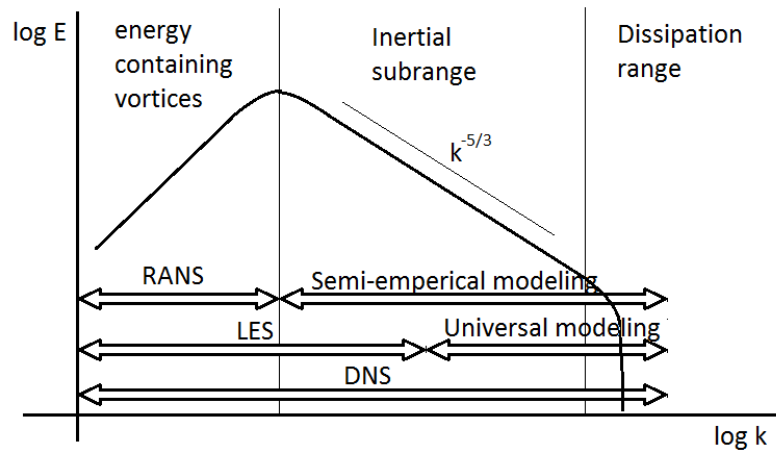 log E
energy
containing
vortices
Inertial
subrange
Dissipation
range
k-5/3
RANS
Semi-emperical modeling
LES
Universal modeling
DNS
log k